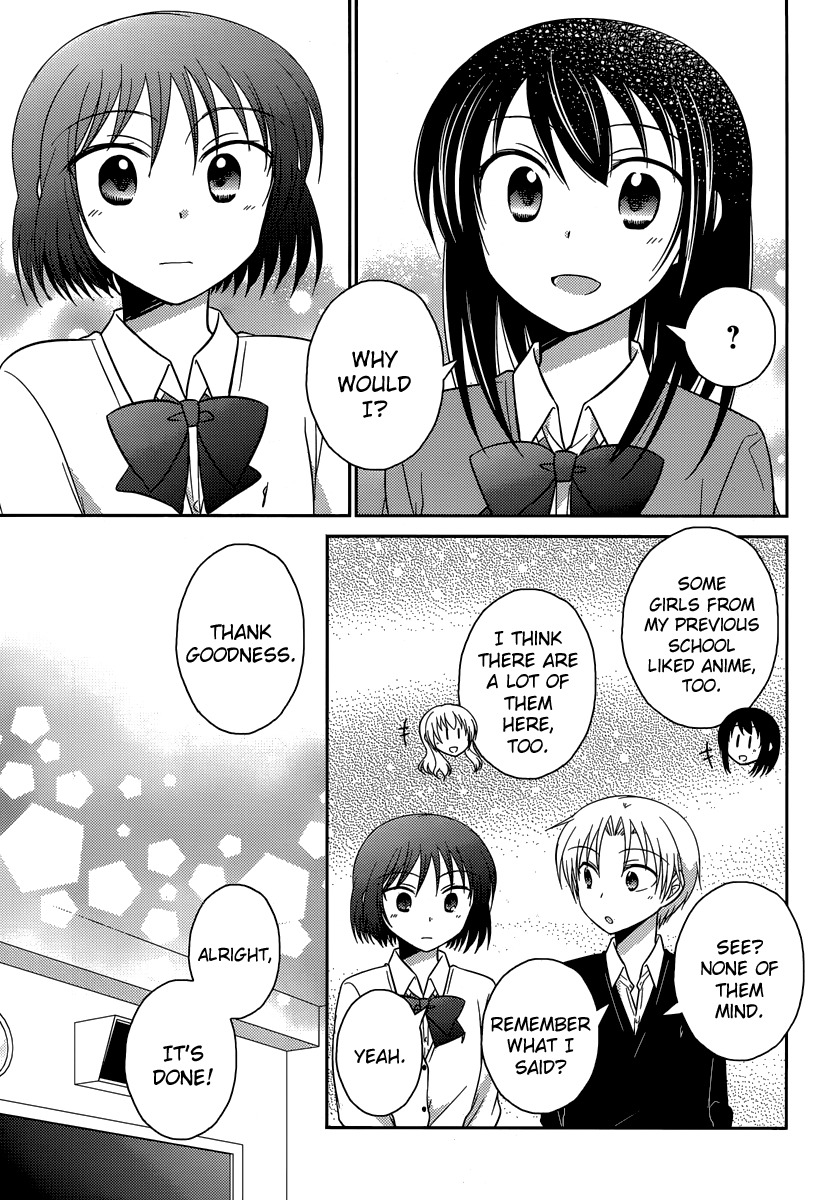 ?
WHY
WOULD
I?
SOME
GIRLS FROM
MY PREVIOUS
SCHOOL
LIKED ANIME,
TOO.
I THINK
THERE ARE
A LOT OF
THEM
HERE,
TOO.
SEE?
NONE OF
THEM
MIND.
REMEMBER
WHAT I
SAID?
YEAH.
THANK
GOODNESS.
ALRIGHT,
IT'S
DONE!